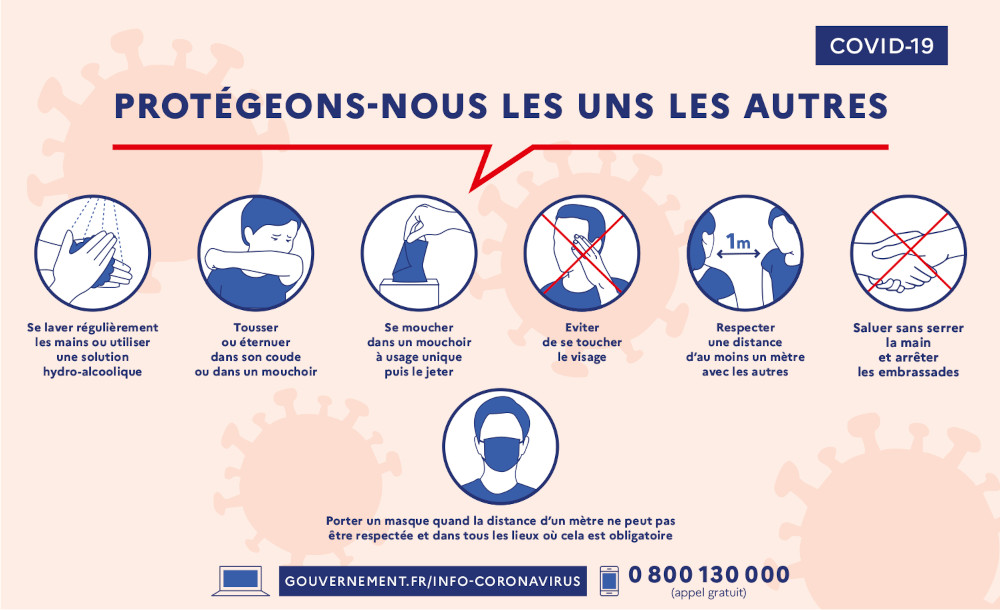 COVID-19
PROTÉGEONS-NOUS LES UNS LES AUTRES
Se laver régulièrement
les mains ou utiliser
une solution
hydro-alcoolique
Tousser
ou éternuer
dans son coude
ou dans un mouchoir
Se moucher
dans un mouchoir
à usage unique
puis le jeter
Eviter
de se toucher
le visage
1m
Respecter
une distance
d'au moins un mètre
avec les autres
Saluer sans serrer
la main
et arrêter
les embrassades
Porter un masque quand la distance d'un mètre ne peut pas
être respectée et dans tous les lieux où cela est obligatoire
GOUVERNEMENT.FR/INFO-CORONAVIRUS
0 800 130 000
(appel gratuit)